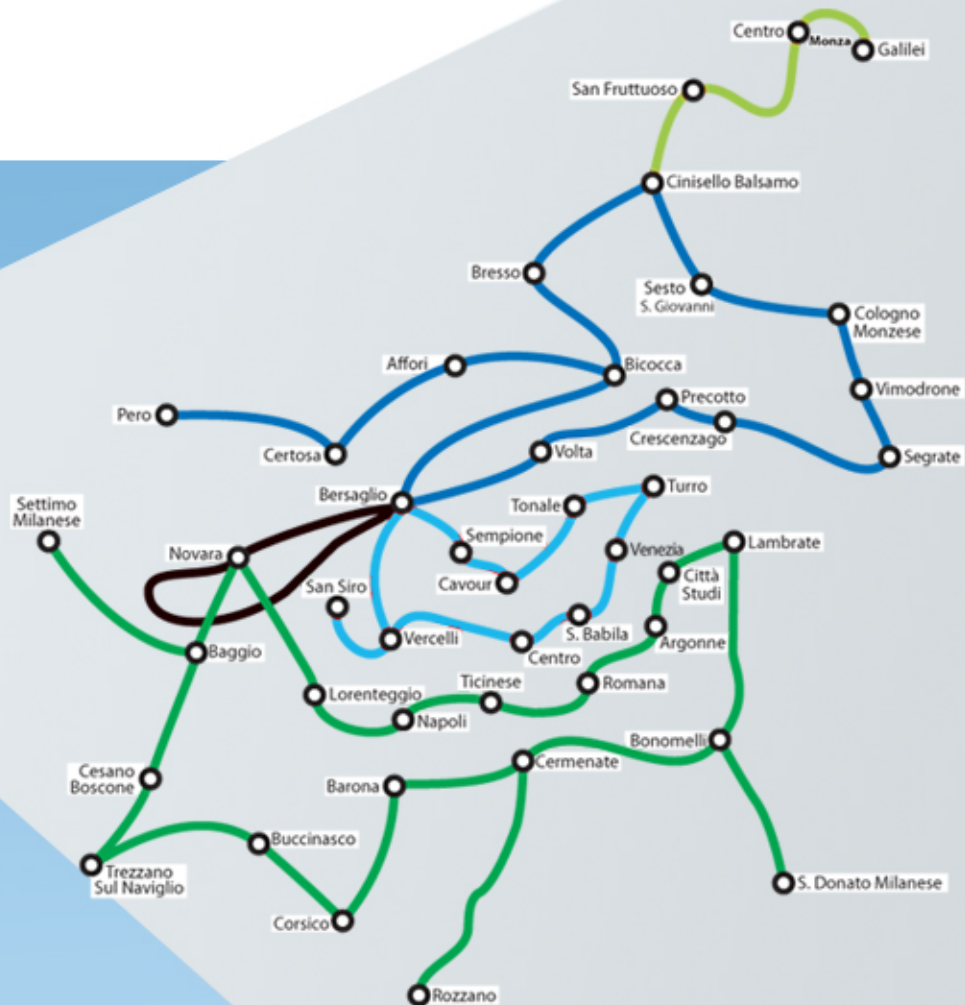 Centro
Monza
Galilei
San Fruttuoso
Cinisello Balsamo
Bresso
Sesto
S. Giovanni
Cologno
Monzese
Affori
Bicocca
Vimodrone
Precotto
Pero
Crescenzago
Certosa
Volta
Segrate
Bersaglio
Turro
Settimo
Milanese
Tonale
Sempione
Novara
Venezia
Lambrate
San Siro
Cavour
Città
Studi
Vercelli
S. Babila
Argonne
Baggio
Centro
Ticinese
Romana
Lorenteggio
Napoli
Bonomelli
Cermenate
Cesano
Boscone
Barona
Buccinasco
Trezzano
Sul Naviglio
S. Donato Milanese
Corsico
Rozzano